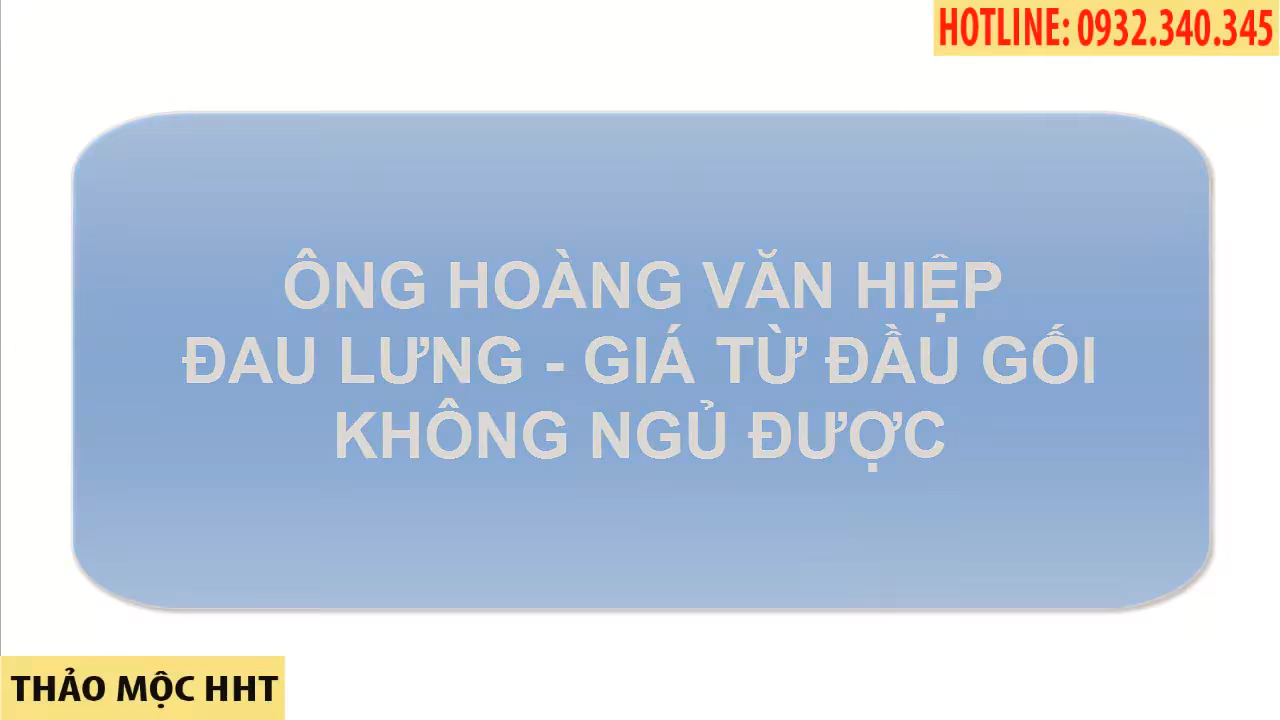 HOTLINE: 0932.340.345
ÔNG HOÀNG VĂN HIỆP
ĐAU LƯNG - GIÁ TỪ ĐẦU GỐI
KHÔNG NGỦ ĐƯỢC
THẢO MỘC HHT